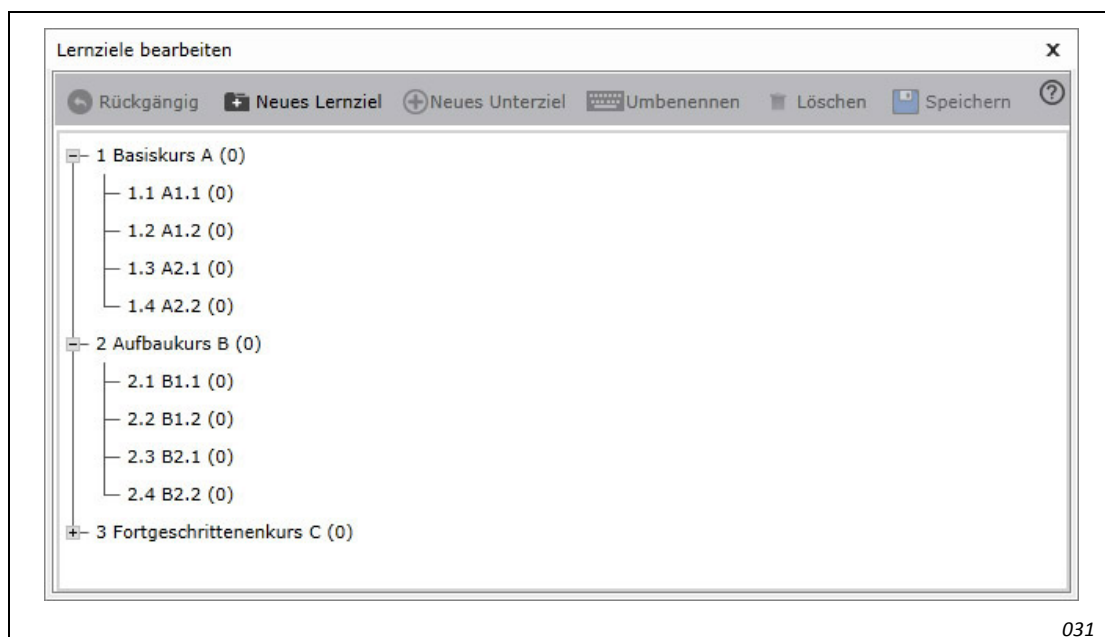 Lernziele bearbeiten x
Rückgängig Neues Lernziel Neues Unterziel Umbenennen Löschen Speichern ?
1 Basiskurs A (0)
1.1 A1.1 (0)
1.2 A1.2 (0)
1.3 A2.1 (0)
1.4 A2.2 (0)
2 Aufbaukurs B (0)
2.1 B1.1 (0)
2.2 B1.2 (0)
2.3 B2.1 (0)
2.4 B2.2 (0)
3 Fortgeschrittenenkurs C (0)
031